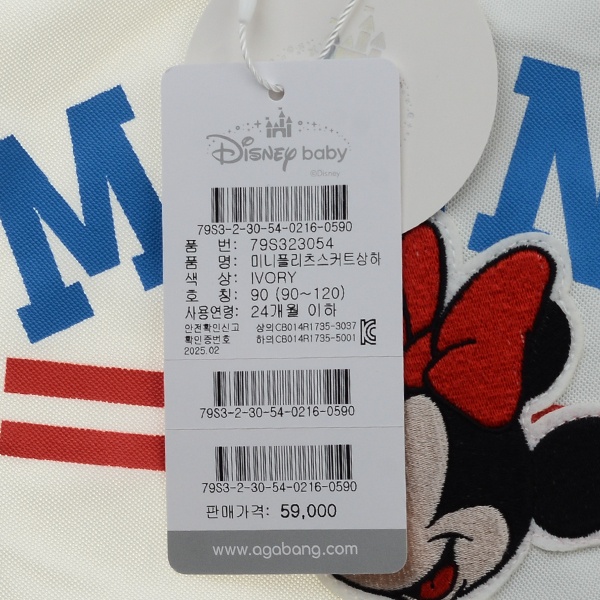 M M
DISNEY baby
©Disney
79S3-2-30-54-0216-0590
품 번: 79S323054
품 명: 미니플리츠스커트상하
색 상: IVORY
호 칭: 90 (90~120)
사용연령: 24개월 이하
안전확인신고 상의CB014R1735-3037
확인증번호 하의CB014R1735-5001
2025.02
79S3-2-30-54-0216-0590
79S3-2-30-54-0216-0590
판매가격: 59,000
www.agabang.com